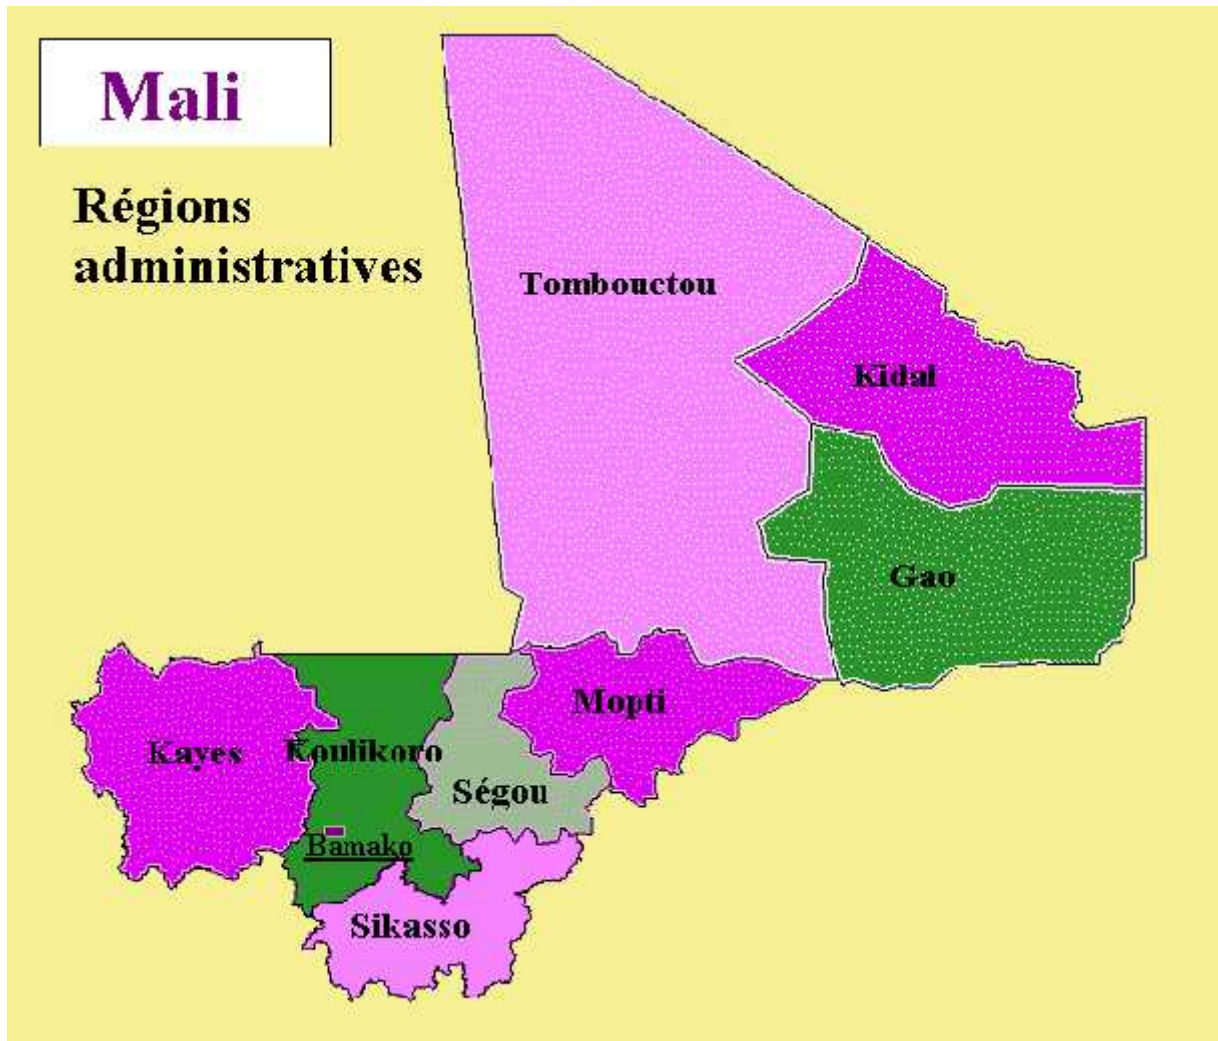 Mali
Régions
administratives
Tombouctou
Kidal
Gao
Mopti
Kayes
Koulikoro
Ségou
Bamako
Sikasso